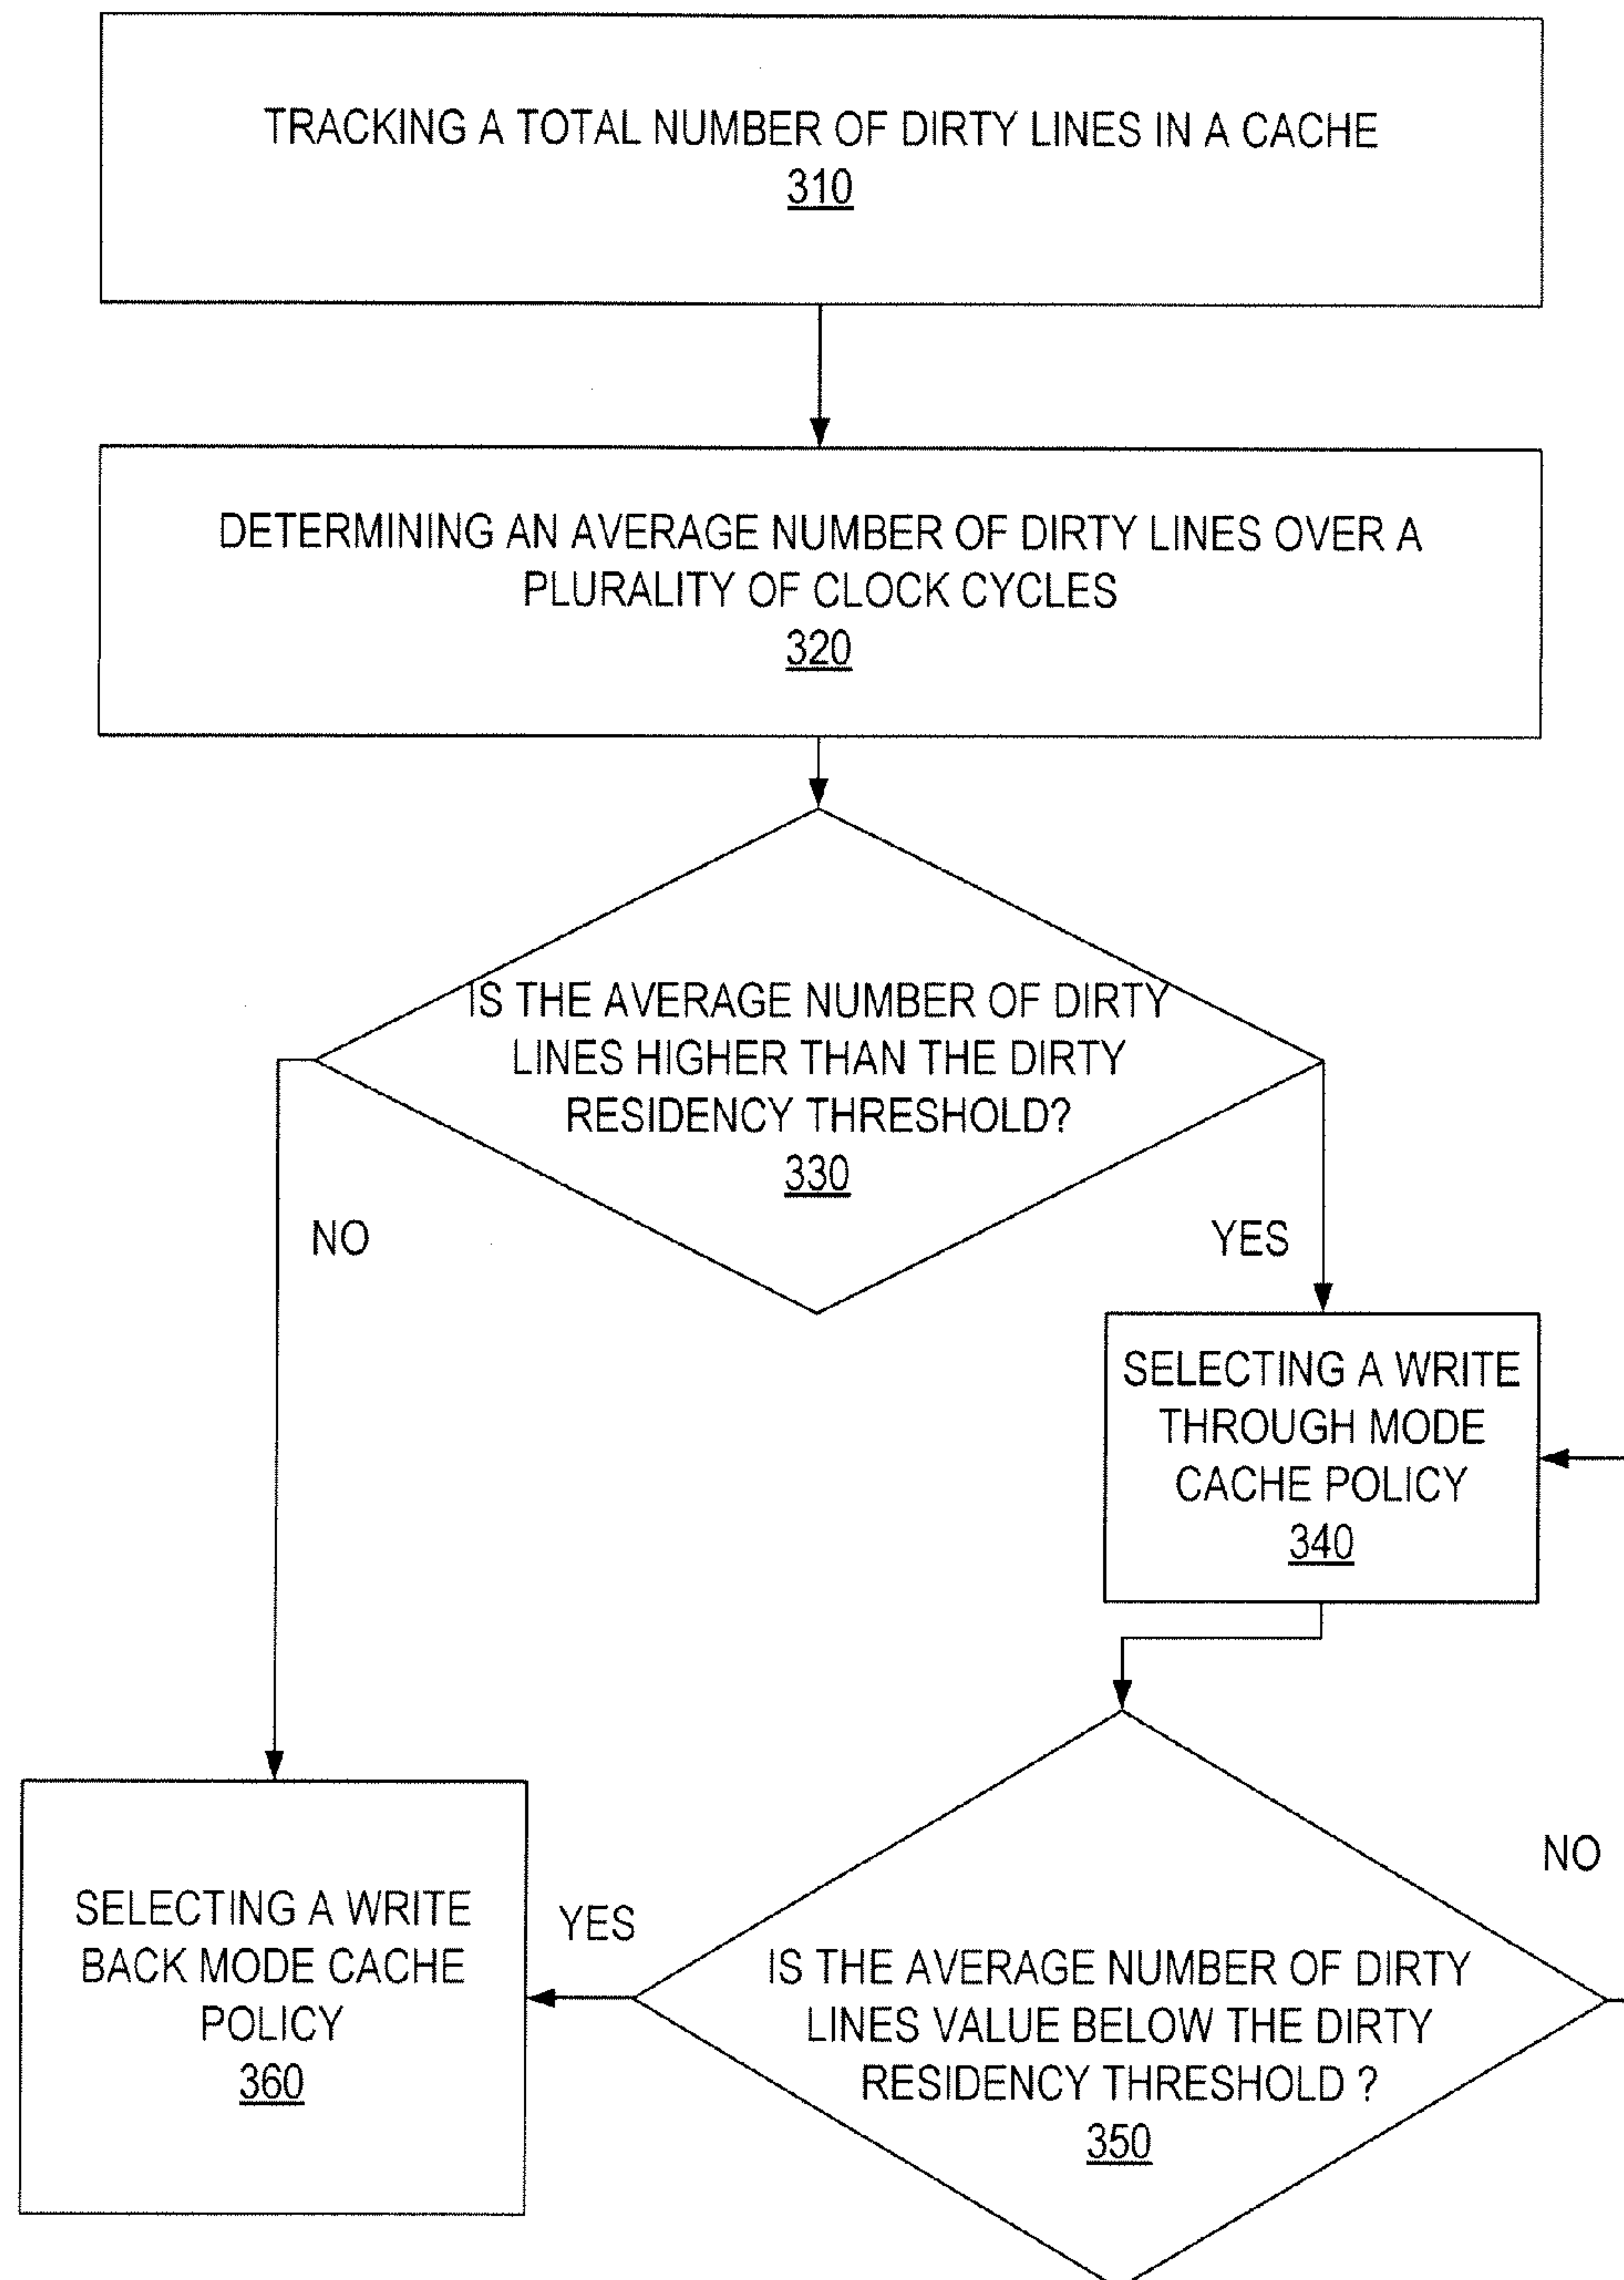 TRACKING A TOTAL NUMBER OF DIRTY LINES IN A CACHE
310
DETERMINING AN AVERAGE NUMBER OF DIRTY LINES OVER A
PLURALITY OF CLOCK CYCLES
320
IS THE AVERAGE NUMBER OF DIRTY
LINES HIGHER THAN THE DIRTY
RESIDENCY THRESHOLD?
330
NO
YES
SELECTING A WRITE
THROUGH MODE
CACHE POLICY
340
NO
YES
SELECTING A WRITE
BACK MODE CACHE
POLICY
360
IS THE AVERAGE NUMBER OF DIRTY
LINES VALUE BELOW THE DIRTY
RESIDENCY THRESHOLD ?
350